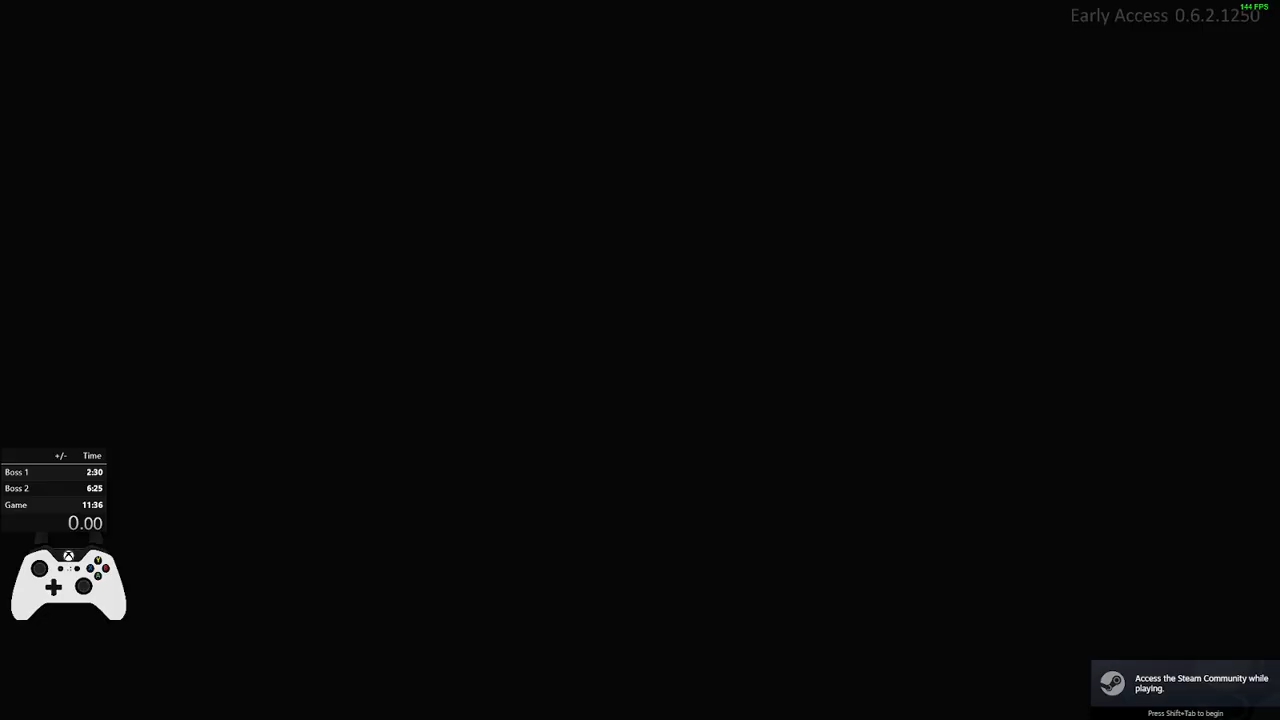 144 FPS
Early Access 0.6.2.1250
+/- Time
Boss 1 2:30
Boss 2 6:25
Game 11:36
0.00
Y
X B
A
Access the Steam Community while
playing.
Press Shift+Tab to begin